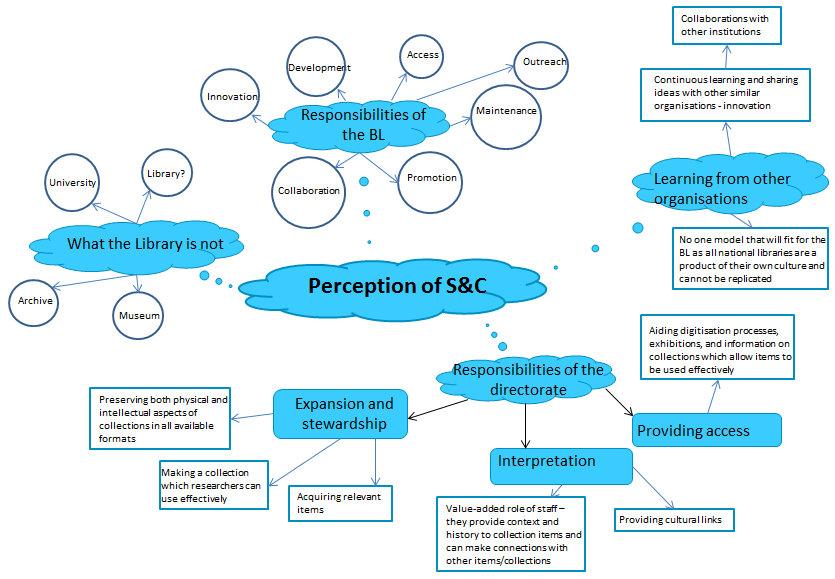 Collaborations with
other institutions
Continuous learning and sharing
ideas with other similar
organisations - innovation
Learning from other
organisations
No one model that will fit for the
BL as all national libraries are a
product of their own culture and
cannot be replicated
Innovation
Development
Access
Outreach
Maintenance
Promotion
Collaboration
Responsibilities of
the BL
University
Library?
What the Library is not
Archive
Museum
Perception of S&C
Responsibilities of the
directorate
Expansion and
stewardship
Preserving both physical and
intellectual aspects of
collections in all available
formats
Making a collection
which researchers can
use effectively
Acquiring relevant
items
Interpretation
Value-added role of staff –
they provide context and
history to collection items and
can make connections with
other items/collections
Providing cultural links
Providing access
Aiding digitisation processes,
exhibitions, and information on
collections which allow items to
be used effectively